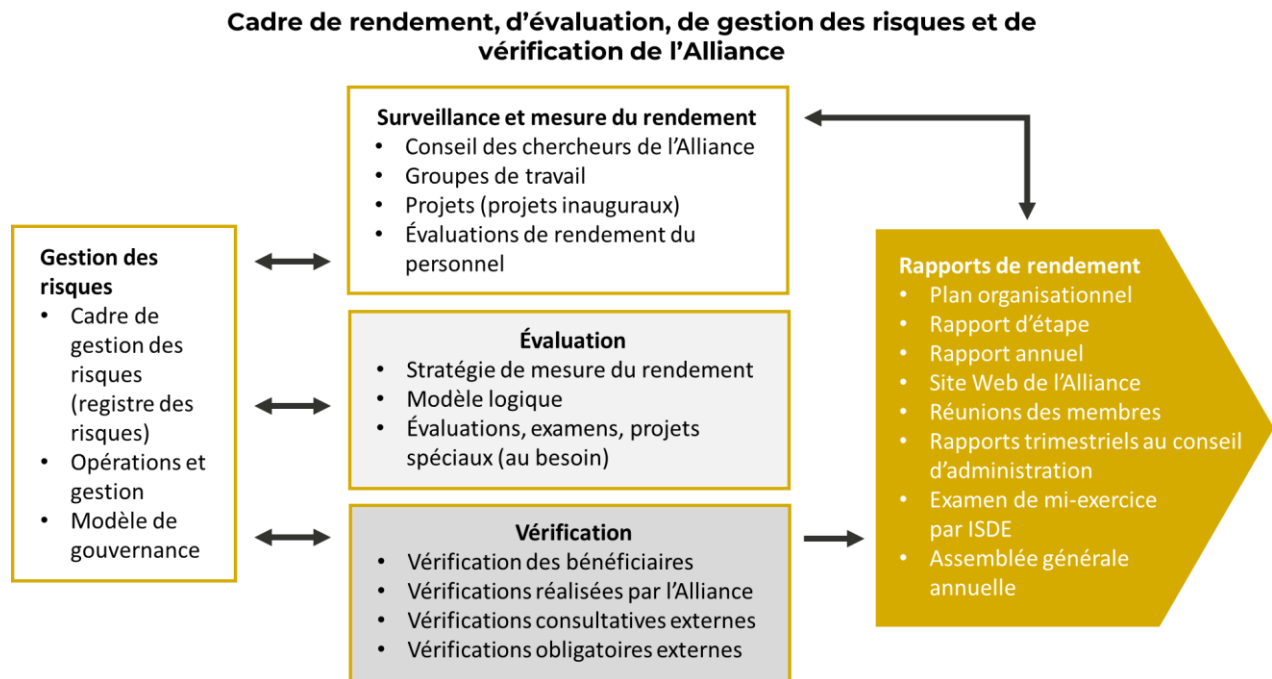 Cadre de rendement, d’évaluation, de gestion des risques et de
vérification de l’Alliance
Gestion des
risques
• Cadre de
gestion des
risques
(registre des
risques)
• Opérations et
gestion
• Modèle de
gouvernance
Surveillance et mesure du rendement
• Conseil des chercheurs de l’Alliance
• Groupes de travail
• Projets (projets inauguraux)
• Évaluations de rendement du
personnel
Évaluation
• Stratégie de mesure du rendement
• Modèle logique
• Évaluations, examens, projets
spéciaux (au besoin)
Vérification
• Vérification des bénéficiaires
• Vérifications réalisées par l’Alliance
• Vérifications consultatives externes
• Vérifications obligatoires externes
Rapports de rendement
• Plan organisationnel
• Rapport d’étape
• Rapport annuel
• Site Web de l’Alliance
• Réunions des membres
• Rapports trimestriels au conseil
d’administration
• Examen de mi-exercice
par ISDE
• Assemblée générale
annuelle